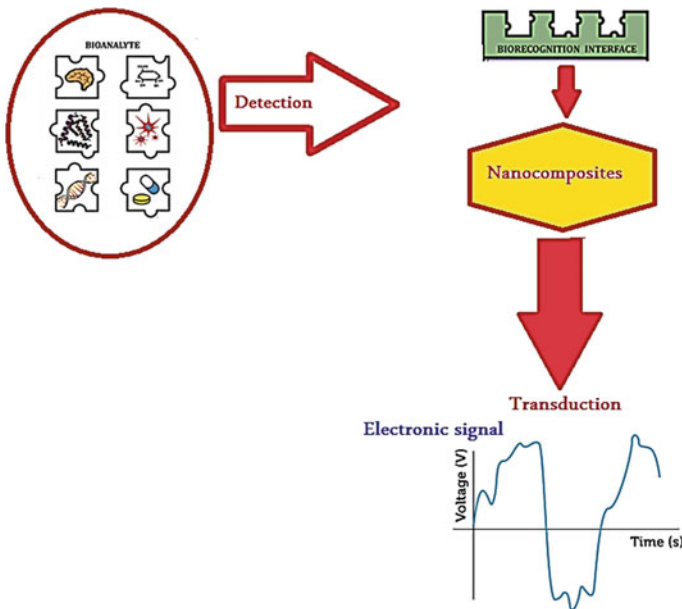 BIOANALYTE
Detection
BIORECOGNITION INTERFACE
Nanocomposites
Transduction
Electronic signal
Voltage (V)
Time (s)